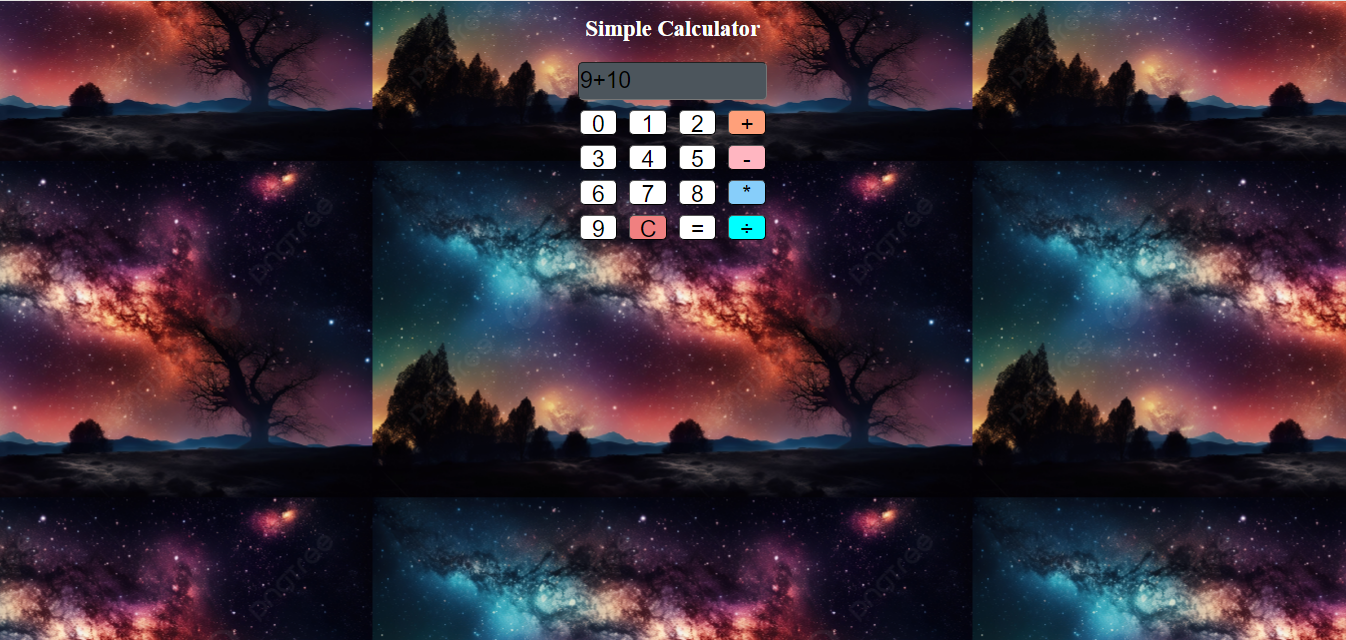 Simple Calculator
9+10
0 1 2 +
3 4 5 -
6 7 8 *
9 C = ÷